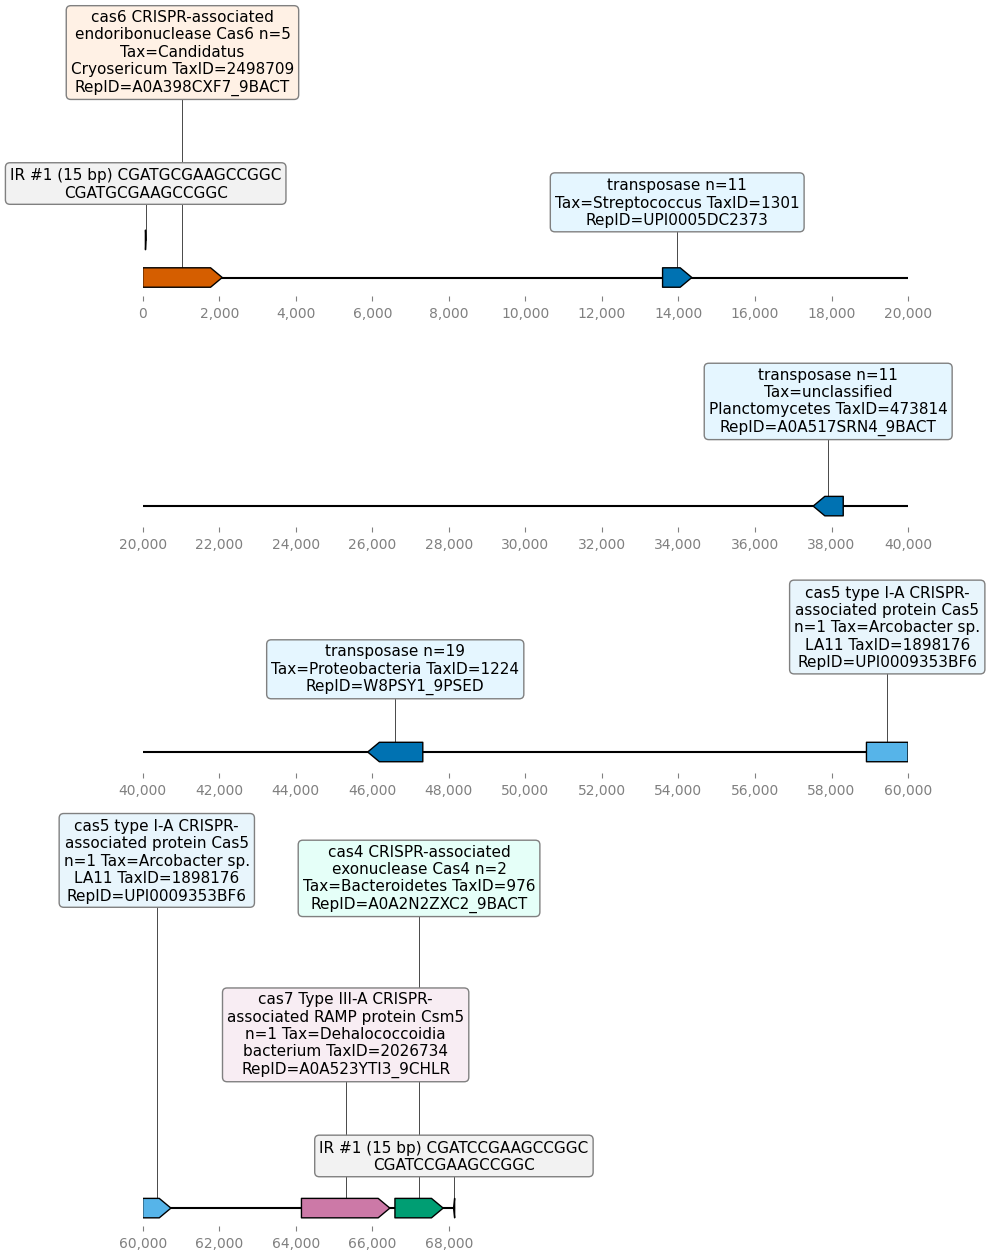 cas6 CRISPR-associated
endoribonuclease Cas6 n=5
Tax=Candidatus
Cryosericum TaxID=2498709
RepID=A0A398CXF7_9BACT
IR #1 (15 bp) CGATGCGAAGCCGGC
CGATGCGAAGCCGGC
transposase n=11
Tax=Streptococcus TaxID=1301
RepID=UPI0005DC2373
0 2,000 4,000 6,000 8,000 10,000 12,000 14,000 16,000 18,000 20,000
transposase n=11
Tax=unclassified
Planctomycetes TaxID=473814
RepID=A0A517SRN4_9BACT
20,000 22,000 24,000 26,000 28,000 30,000 32,000 34,000 36,000 38,000 40,000
cas5 type I-A CRISPR-
associated protein Cas5
n=1 Tax=Arcobacter sp.
LA11 TaxID=1898176
RepID=UPI0009353BF6
transposase n=19
Tax=Proteobacteria TaxID=1224
RepID=W8PSY1_9PSED
40,000 42,000 44,000 46,000 48,000 50,000 52,000 54,000 56,000 58,000 60,000
cas5 type I-A CRISPR-
associated protein Cas5
n=1 Tax=Arcobacter sp.
LA11 TaxID=1898176
RepID=UPI0009353BF6
cas4 CRISPR-associated
exonuclease Cas4 n=2
Tax=Bacteroidetes TaxID=976
RepID=A0A2N2ZXC2_9BACT
cas7 Type III-A CRISPR-
associated RAMP protein Csm5
n=1 Tax=Dehalococcoidia
bacterium TaxID=2026734
RepID=A0A523YTI3_9CHLR
IR #1 (15 bp) CGATCCGAAGCCGGC
CGATCCGAAGCCGGC
60,000 62,000 64,000 66,000 68,000